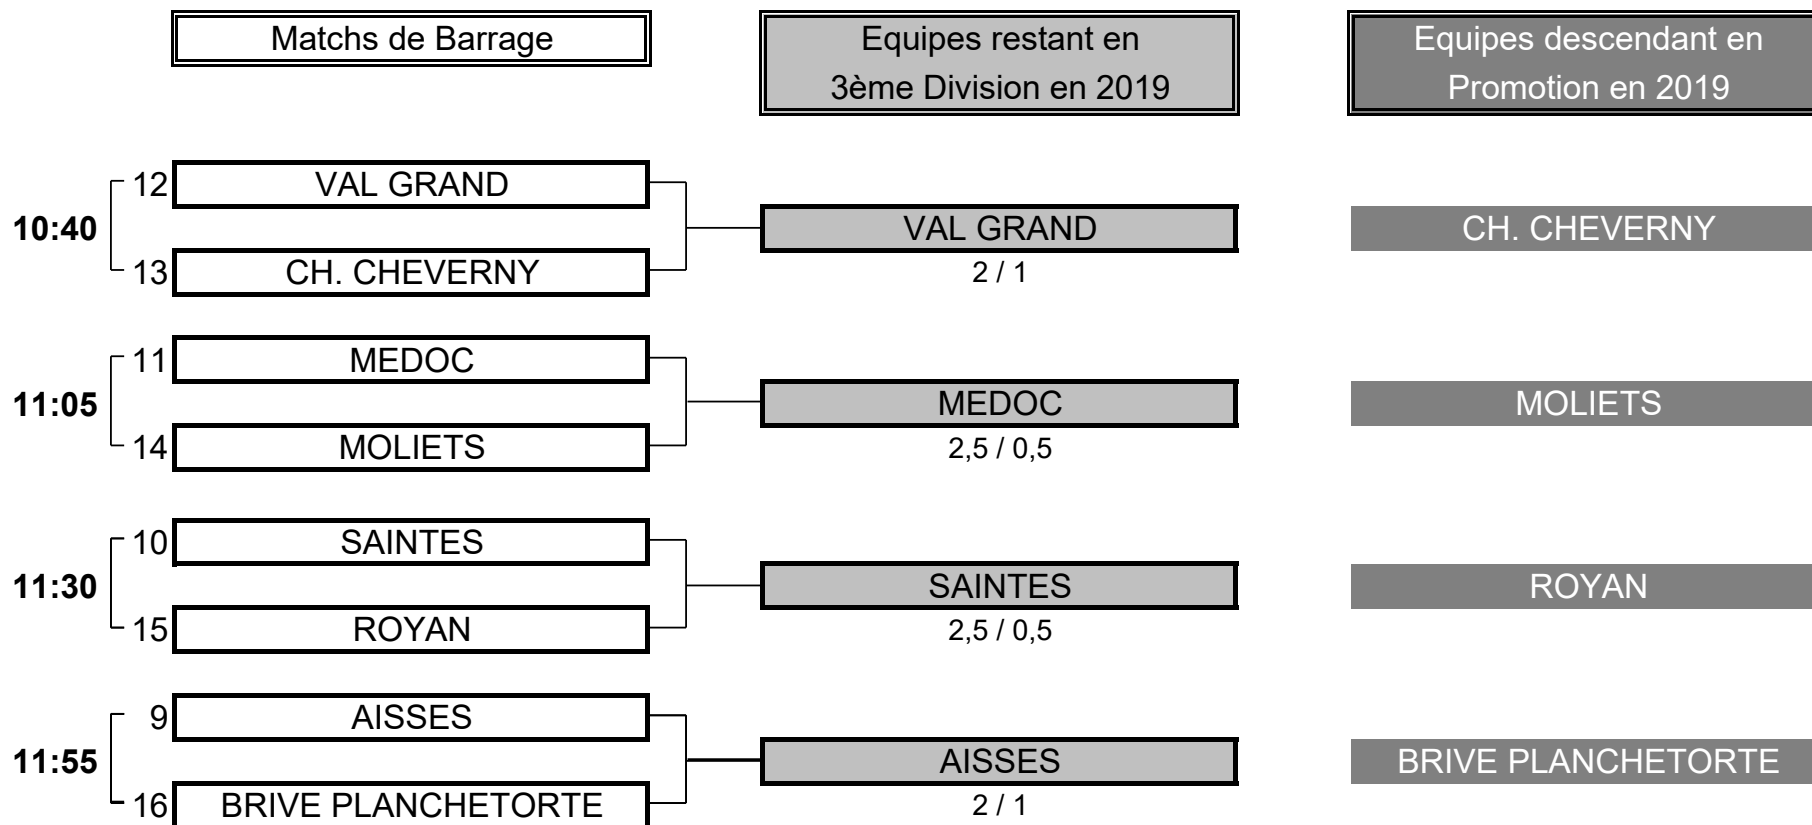 Matchs de Barrage
Equipes restant en
3ème Division en 2019
Equipes descendant en
Promotion en 2019
10:40
12
VAL GRAND
13
CH. CHEVERNY
VAL GRAND
2 / 1
CH. CHEVERNY
11:05
11
MEDOC
14
MOLIETS
MEDOC
2,5 / 0,5
MOLIETS
11:30
10
SAINTES
15
ROYAN
SAINTES
2,5 / 0,5
ROYAN
11:55
9
AISSES
16
BRIVE PLANCHETORTE
AISSES
2 / 1
BRIVE PLANCHETORTE